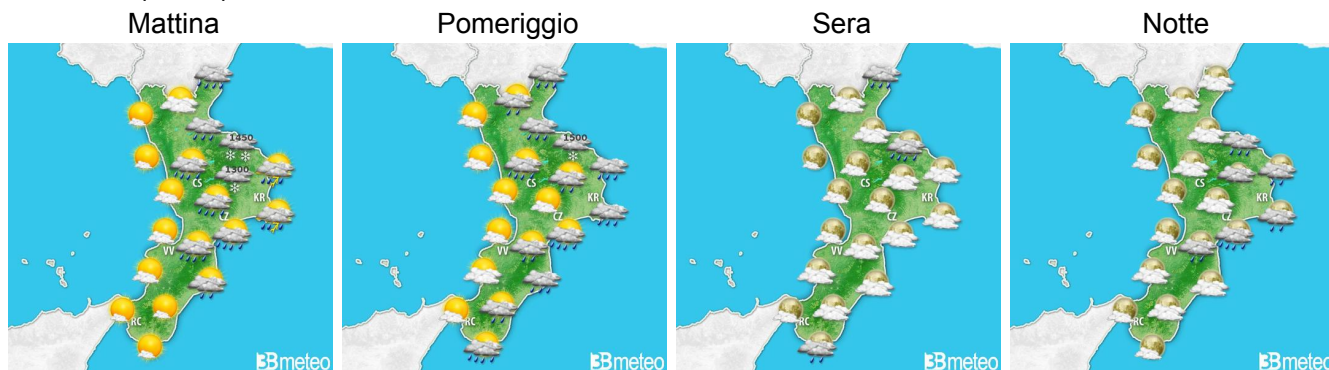 Mattina
Pomeriggio
Sera
Notte
1450
1300
CS
KR
CZ
VV
RC
3Bmeteo
1500
CS
KR
CZ
VV
RC
3Bmeteo
CS
KR
CZ
VV
RC
3Bmeteo
CS
KR
CZ
VV
RC
3Bmeteo